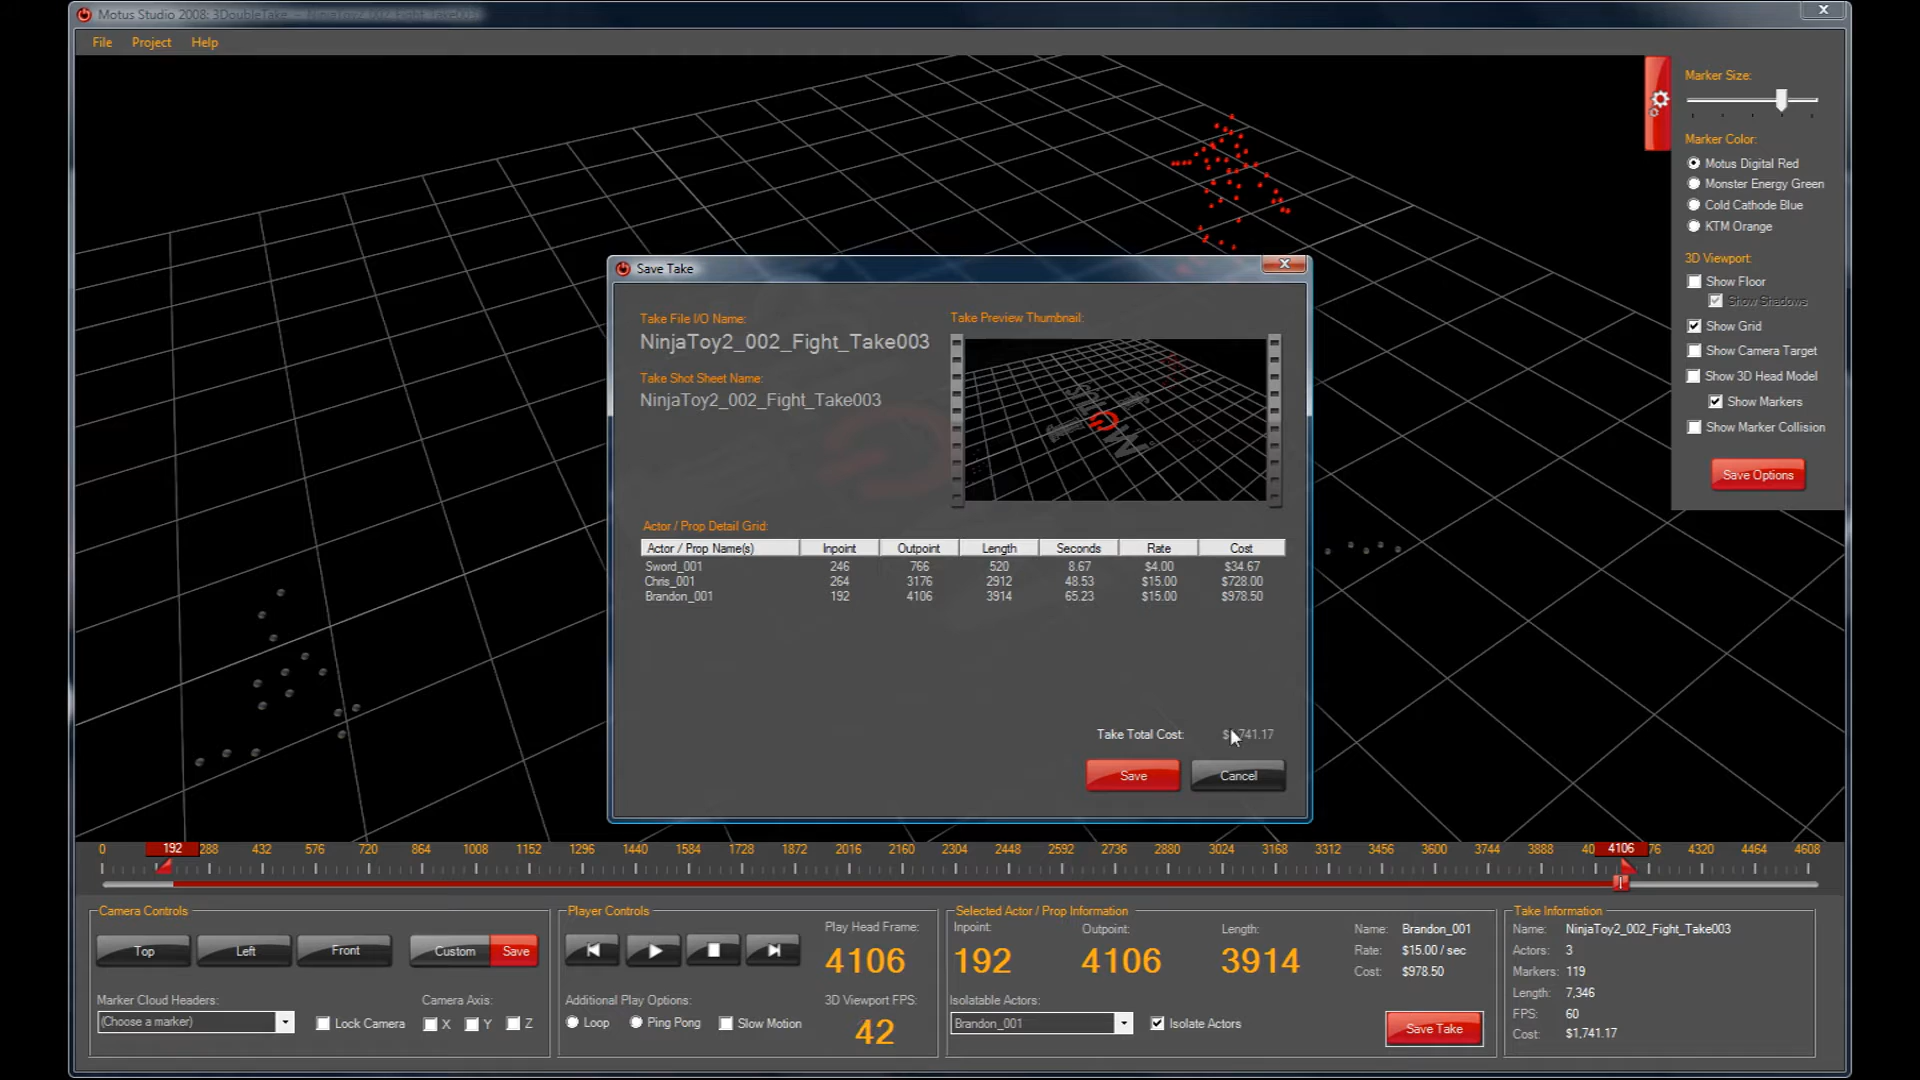 Motus Studio 2008: 3DoubleTake - NinjaToy2_002_Fight_Take003
File Project Help
Marker Size:
Marker Color:
Motus Digital Red
Monster Energy Green
Cold Cathode Blue
KTM Orange
3D Viewport:
Show Floor
Show Shadows
Show Grid
Show Camera Target
Show 3D Head Model
Show Markers
Show Marker Collision
Save Options
Save Take
Take File I/O Name:
NinjaToy2_002_Fight_Take003
Take Shot Sheet Name:
NinjaToy2_002_Fight_Take003
Take Preview Thumbnail:
Actor / Prop Detail Grid:
Actor / Prop Name(s) Inpoint Outpoint Length Seconds Rate Cost
Sword_001 246 766 520 8.67 $4.00 $34.67
Chris_001 264 3176 2912 48.53 $15.00 $728.00
Brandon_001 192 4106 3914 65.23 $15.00 $978.50
Take Total Cost: $1,741.17
Save Cancel
0 192 288 432 576 720 864 1008 1152 1296 1440 1584 1728 1872 2016 2160 2304 2448 2592 2736 2880 3024 3168 3312 3456 3600 3744 3888 40 4106 76 4320 4464 4608
Camera Controls
Top Left Front Custom Save
Marker Cloud Headers:
(Choose a marker)
Lock Camera
Camera Axis:
X Y Z
Player Controls
Play Head Frame:
4106
Additional Play Options:
Loop Ping Pong Slow Motion
3D Viewport FPS:
42
Selected Actor / Prop Information
Inpoint: Outpoint: Length:
192 4106 3914
Name: Brandon_001
Rate: $15.00 / sec
Cost: $978.50
Isolatable Actors:
Brandon_001
Isolate Actors
Save Take
Take Information
Name: NinjaToy2_002_Fight_Take003
Actors: 3
Markers: 119
Length: 7,346
FPS: 60
Cost: $1,741.17